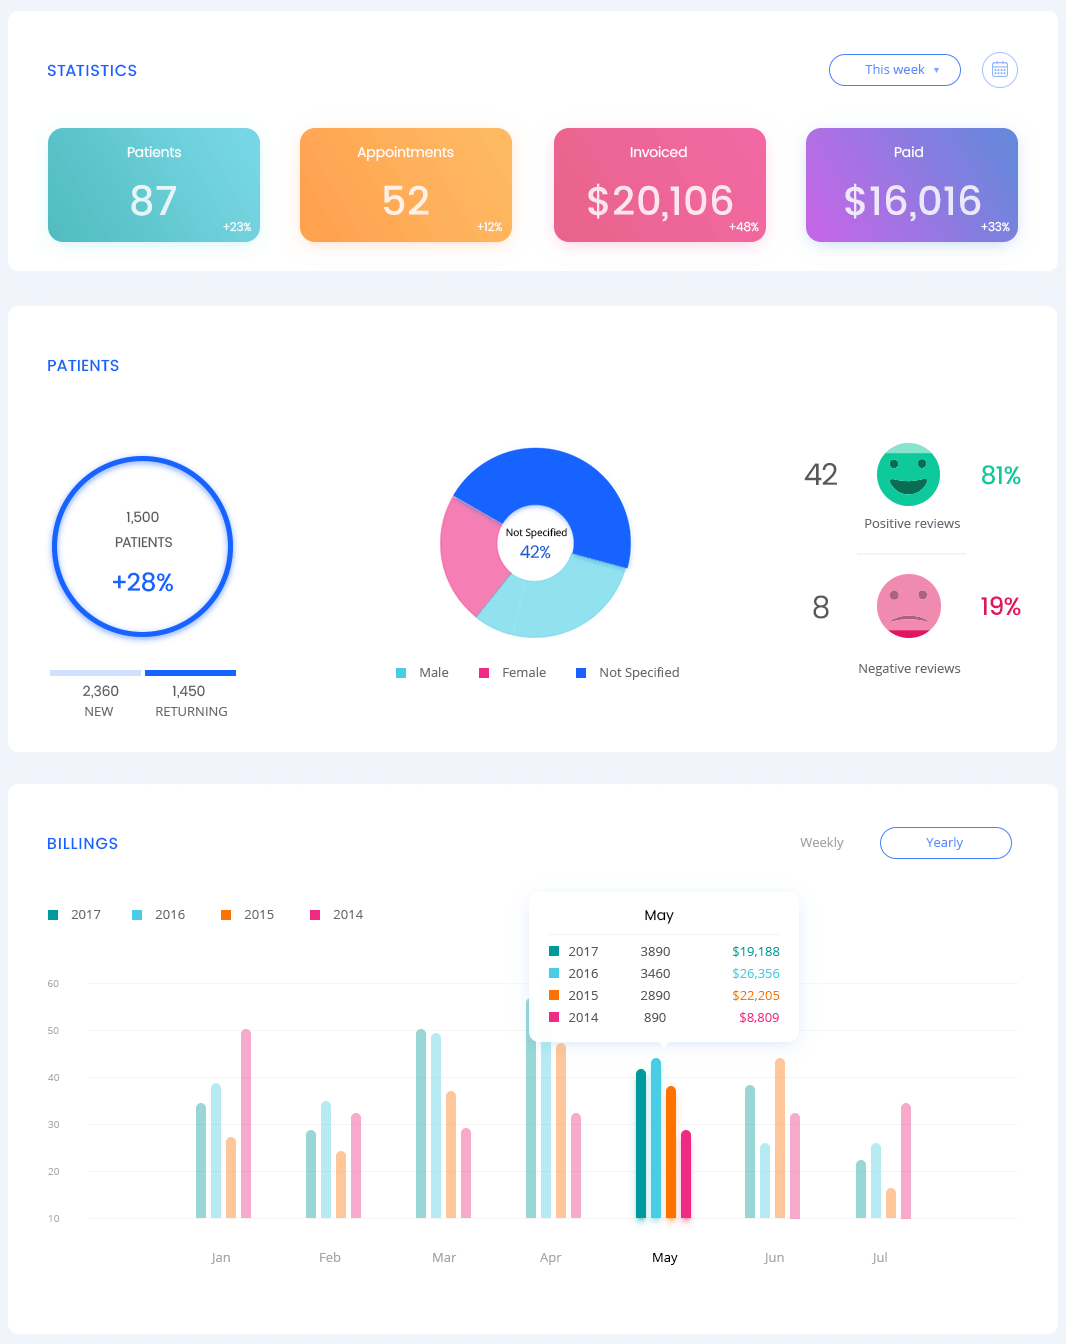 STATISTICS
This week ▾
Patients
87
+23%
Appointments
52
+12%
Invoiced
$20,106
+48%
Paid
$16,016
+33%
PATIENTS
1,500
PATIENTS
+28%
2,360
NEW
1,450
RETURNING
Not Specified
42%
Male Female Not Specified
42 81%
Positive reviews
8 19%
Negative reviews
BILLINGS
Weekly Yearly
2017 2016 2015 2014
May
2017 3890 $19,188
2016 3460 $26,356
2015 2890 $22,205
2014 890 $8,809
60
50
40
30
20
10
Jan Feb Mar Apr May Jun Jul